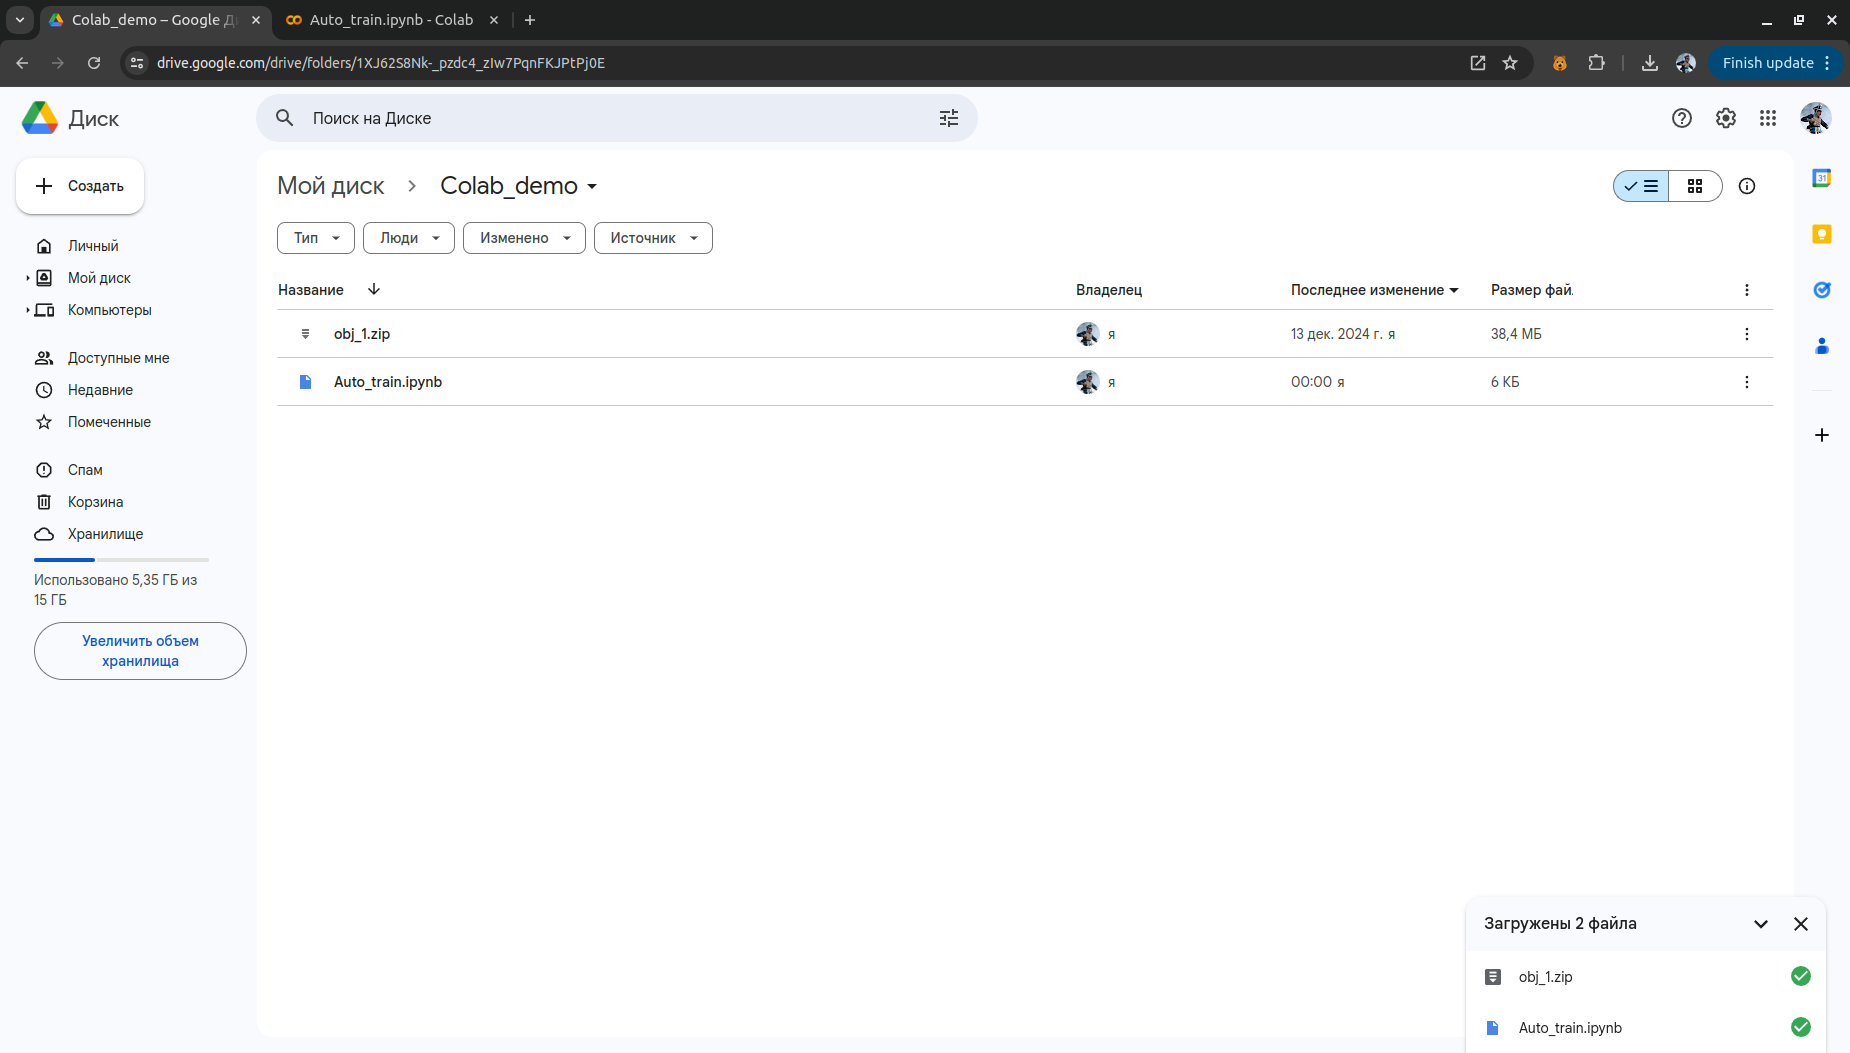 Colab_demo – Google Д
Auto_train.ipynb - Colab
drive.google.com/drive/folders/1XJ62S8Nk-_pzdc4_zIw7PqnFKJPtPj0E
Finish update
Диск
Поиск на Диске
Создать
Личный
Мой диск
Компьютеры
Доступные мне
Недавние
Помеченные
Спам
Корзина
Хранилище
Использовано 5,35 ГБ из
15 ГБ
Увеличить объем
хранилища
Мой диск
Colab_demo
Тип
Люди
Изменено
Источник
Название Владелец Последнее изменение Размер фай
obj_1.zip я 13 дек. 2024 г. я 38,4 МБ
Auto_train.ipynb я 00:00 я 6 КБ
31
Загружены 2 файла
obj_1.zip
Auto_train.ipynb